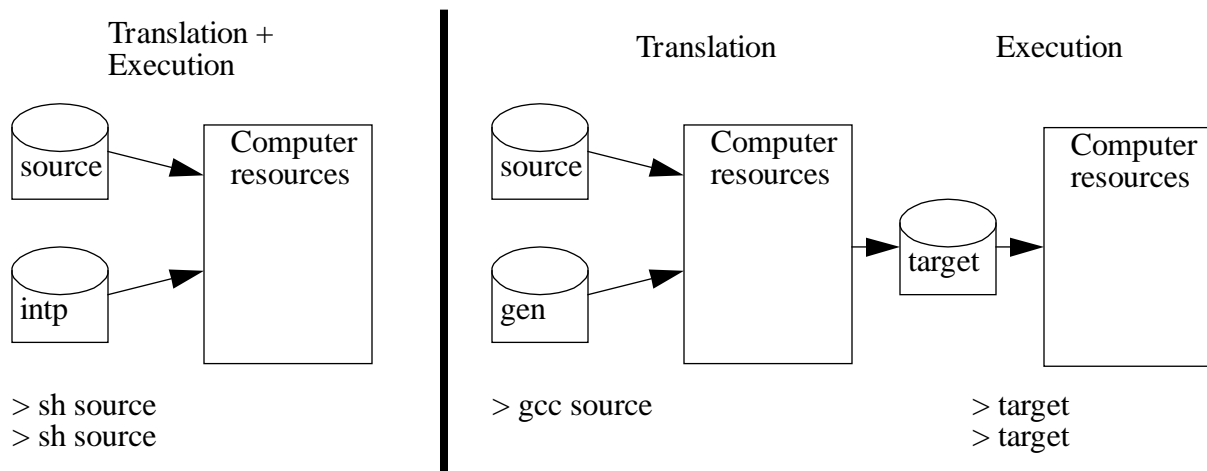 Translation +
Execution
source
Computer
resources
intp
> sh source
> sh source
Translation
Execution
source
Computer
resources
gen
target
Computer
resources
> gcc source
> target
> target